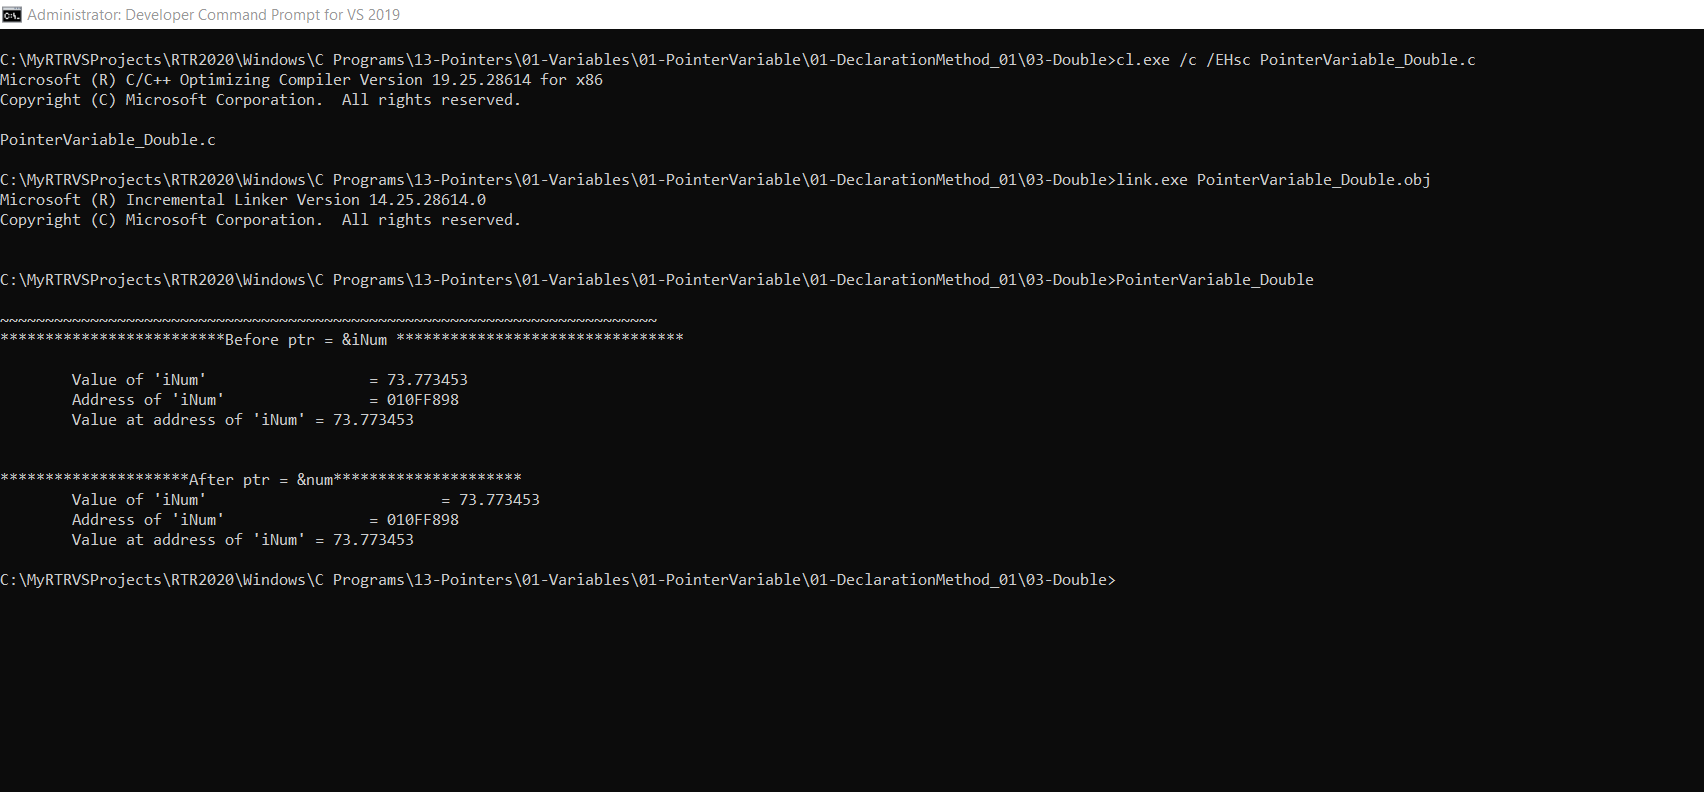 Administrator: Developer Command Prompt for VS 2019
C:\MyRTRVSProjects\RTR2020\Windows\C Programs\13-Pointers\01-Variables\01-PointerVariable\01-DeclarationMethod_01\03-Double>cl.exe /c /EHsc PointerVariable_Double.c
Microsoft (R) C/C++ Optimizing Compiler Version 19.25.28614 for x86
Copyright (C) Microsoft Corporation.  All rights reserved.
PointerVariable_Double.c
C:\MyRTRVSProjects\RTR2020\Windows\C Programs\13-Pointers\01-Variables\01-PointerVariable\01-DeclarationMethod_01\03-Double>link.exe PointerVariable_Double.obj
Microsoft (R) Incremental Linker Version 14.25.28614.0
Copyright (C) Microsoft Corporation.  All rights reserved.
C:\MyRTRVSProjects\RTR2020\Windows\C Programs\13-Pointers\01-Variables\01-PointerVariable\01-DeclarationMethod_01\03-Double>PointerVariable_Double
~~~~~~~~~~~~~~~~~~~~~~~~~~~~~~~~~~~~~~~~~~~~~~~~~~~~~~~~~~~~~~~~~~~~~~~~~
*************************Before ptr = &iNum ********************************
        Value of 'iNum'                  = 73.773453
        Address of 'iNum'                = 010FF898
        Value at address of 'iNum' = 73.773453
*********************After ptr = &num*********************
        Value of 'iNum'                          = 73.773453
        Address of 'iNum'                = 010FF898
        Value at address of 'iNum' = 73.773453
C:\MyRTRVSProjects\RTR2020\Windows\C Programs\13-Pointers\01-Variables\01-PointerVariable\01-DeclarationMethod_01\03-Double>